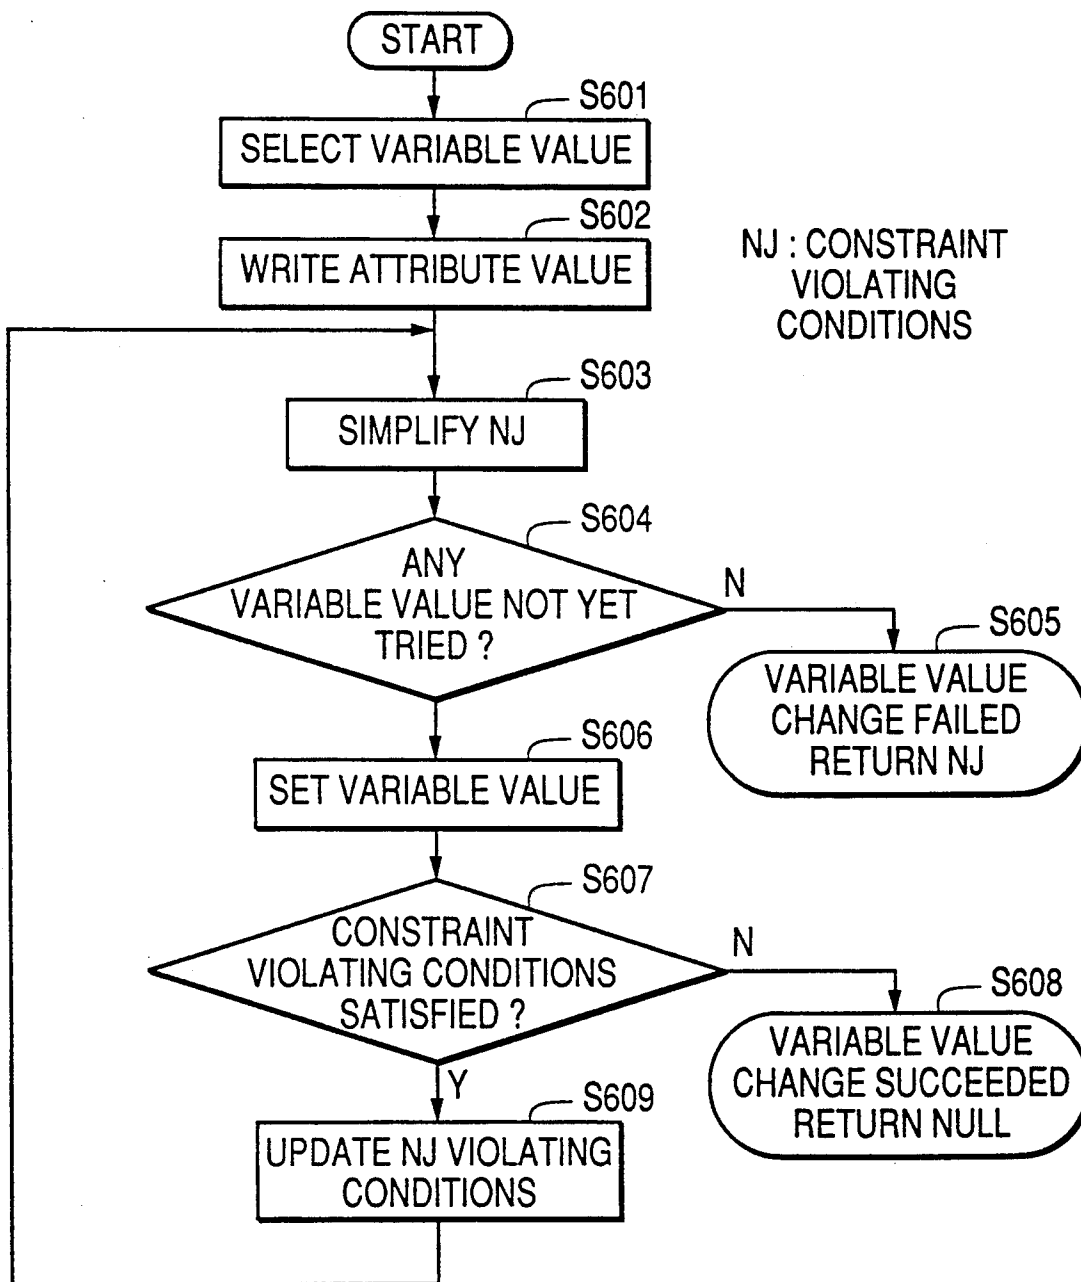 START
S601
SELECT VARIABLE VALUE
S602
WRITE ATTRIBUTE VALUE
NJ : CONSTRAINT
VIOLATING
CONDITIONS
S603
SIMPLIFY NJ
S604
ANY
VARIABLE VALUE NOT YET
TRIED ?
N
S605
VARIABLE VALUE
CHANGE FAILED
RETURN NJ
S606
SET VARIABLE VALUE
S607
CONSTRAINT
VIOLATING CONDITIONS
SATISFIED ?
N
S608
VARIABLE VALUE
CHANGE SUCCEEDED
RETURN NULL
Y
S609
UPDATE NJ VIOLATING
CONDITIONS